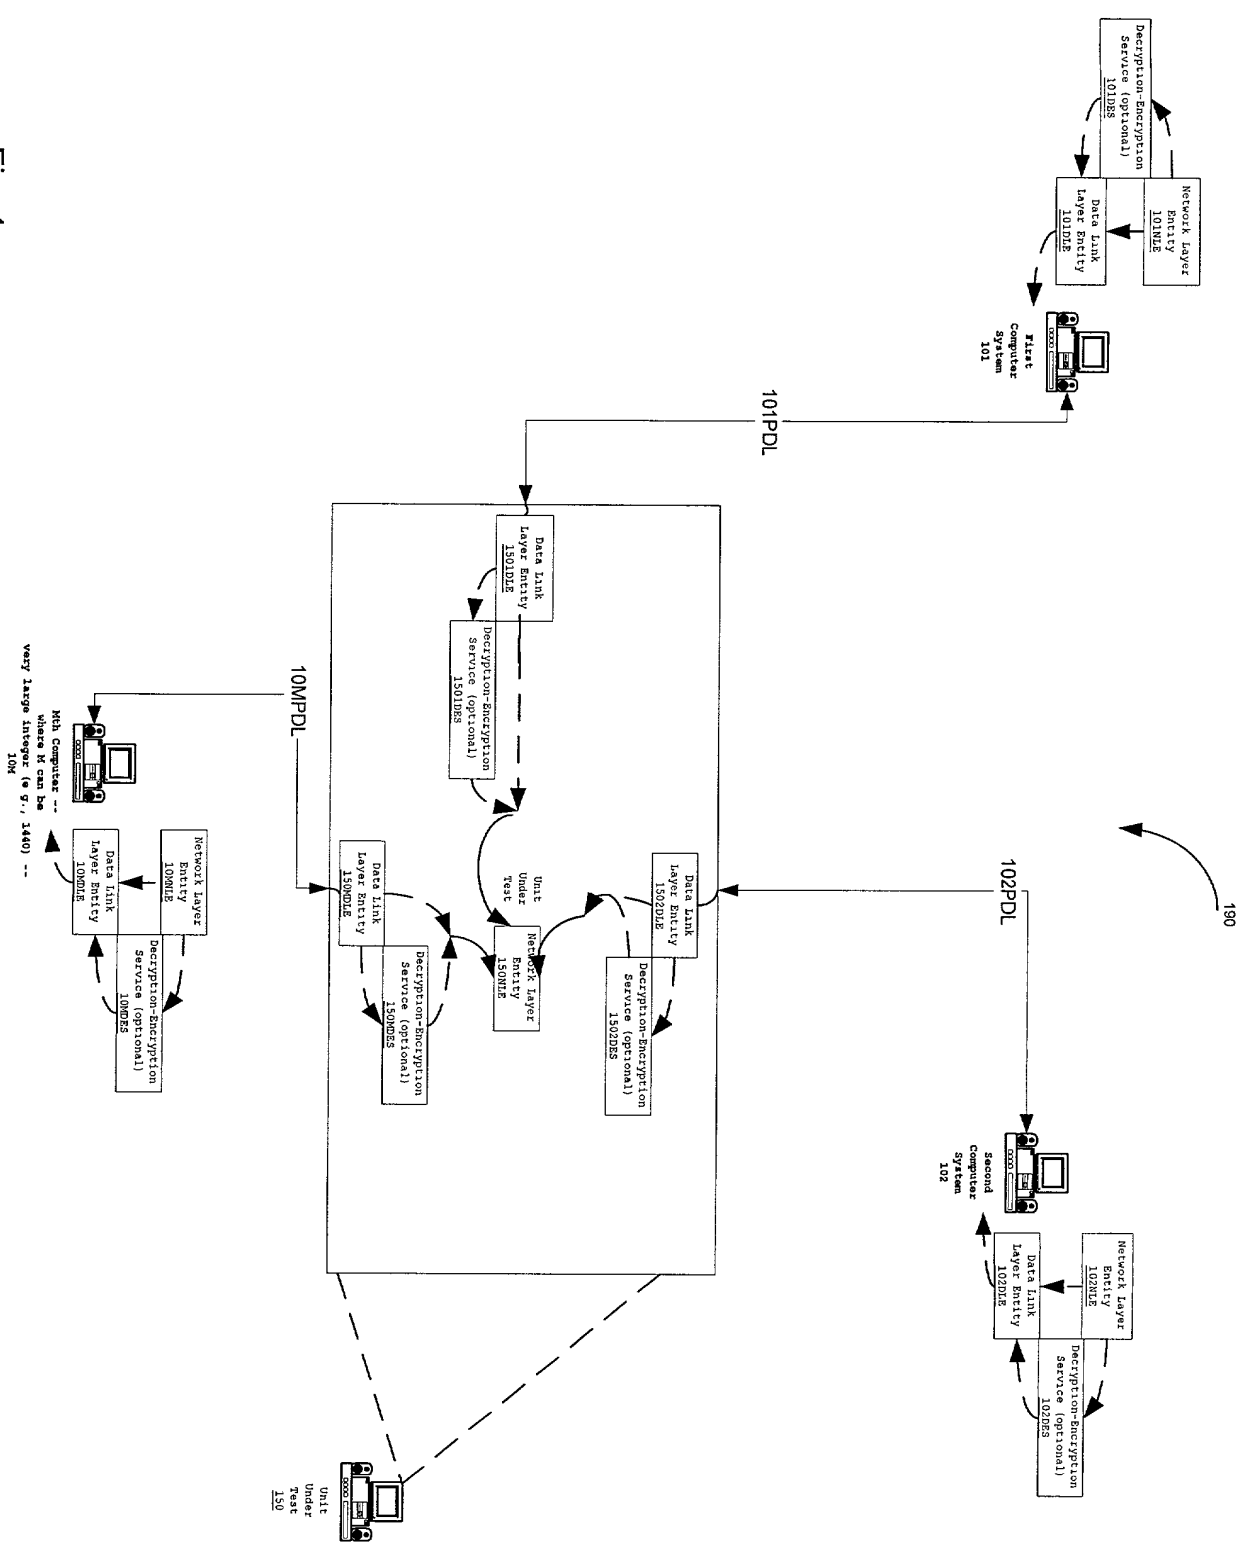 190
Decryption-Encryption
Service (optional)
101DES
Network Layer
Entity
101NLE
Data Link
Layer Entity
101DLE
First
Computer
System
101
101PDL
102PDL
Second
Computer
System
102
Network Layer
Entity
102NLE
Data Link
Layer Entity
102DLE
Decryption-Encryption
Service (optional)
102DES
Data Link
Layer Entity
1501DLE
Decryption-Encryption
Service (optional)
1501DES
Data Link
Layer Entity
1502DLE
Decryption-Encryption
Service (optional)
1502DES
Unit
Under
Test
Network Layer
Entity
150NLE
Data Link
Layer Entity
150MDLE
Decryption-Encryption
Service (optional)
150MDES
10MPDL
Mth Computer --
where M can be
very large integer (e g., 1440) --
10M
Network Layer
Entity
10MNLE
Data Link
Layer Entity
10MDLE
Decryption-Encryption
Service (optional)
10MDES
Unit
Under
Test
150